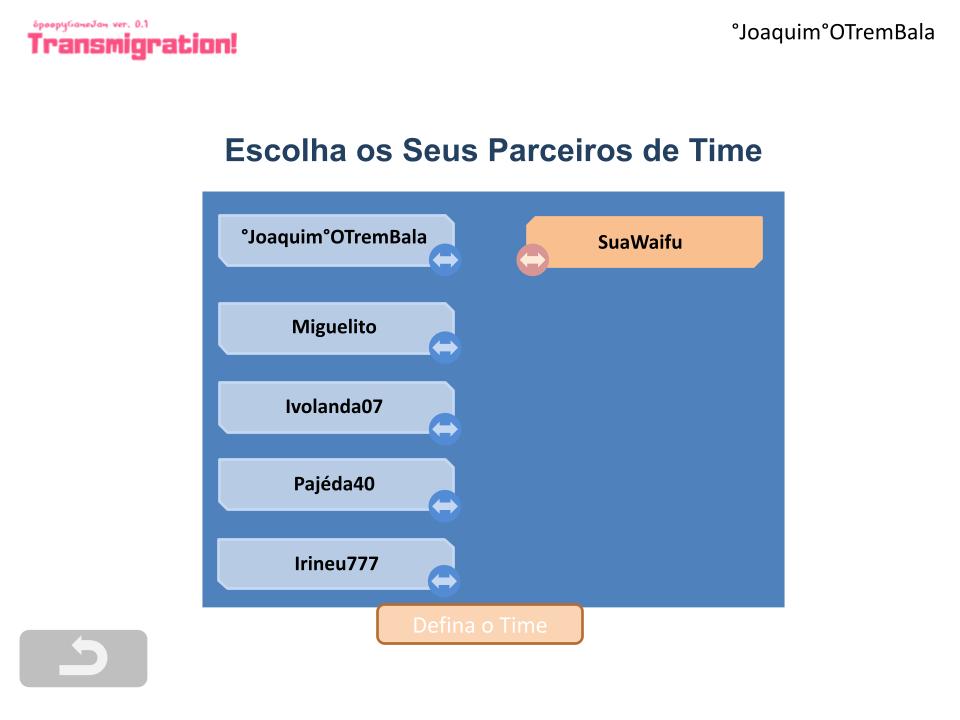 SpoopyGameJam ver. 0.1
Transmigration!
°Joaquim°OTremBala
Escolha os Seus Parceiros de Time
°Joaquim°OTremBala
SuaWaifu
Miguelito
Ivolanda07
Pajéda40
Irineu777
Defina o Time